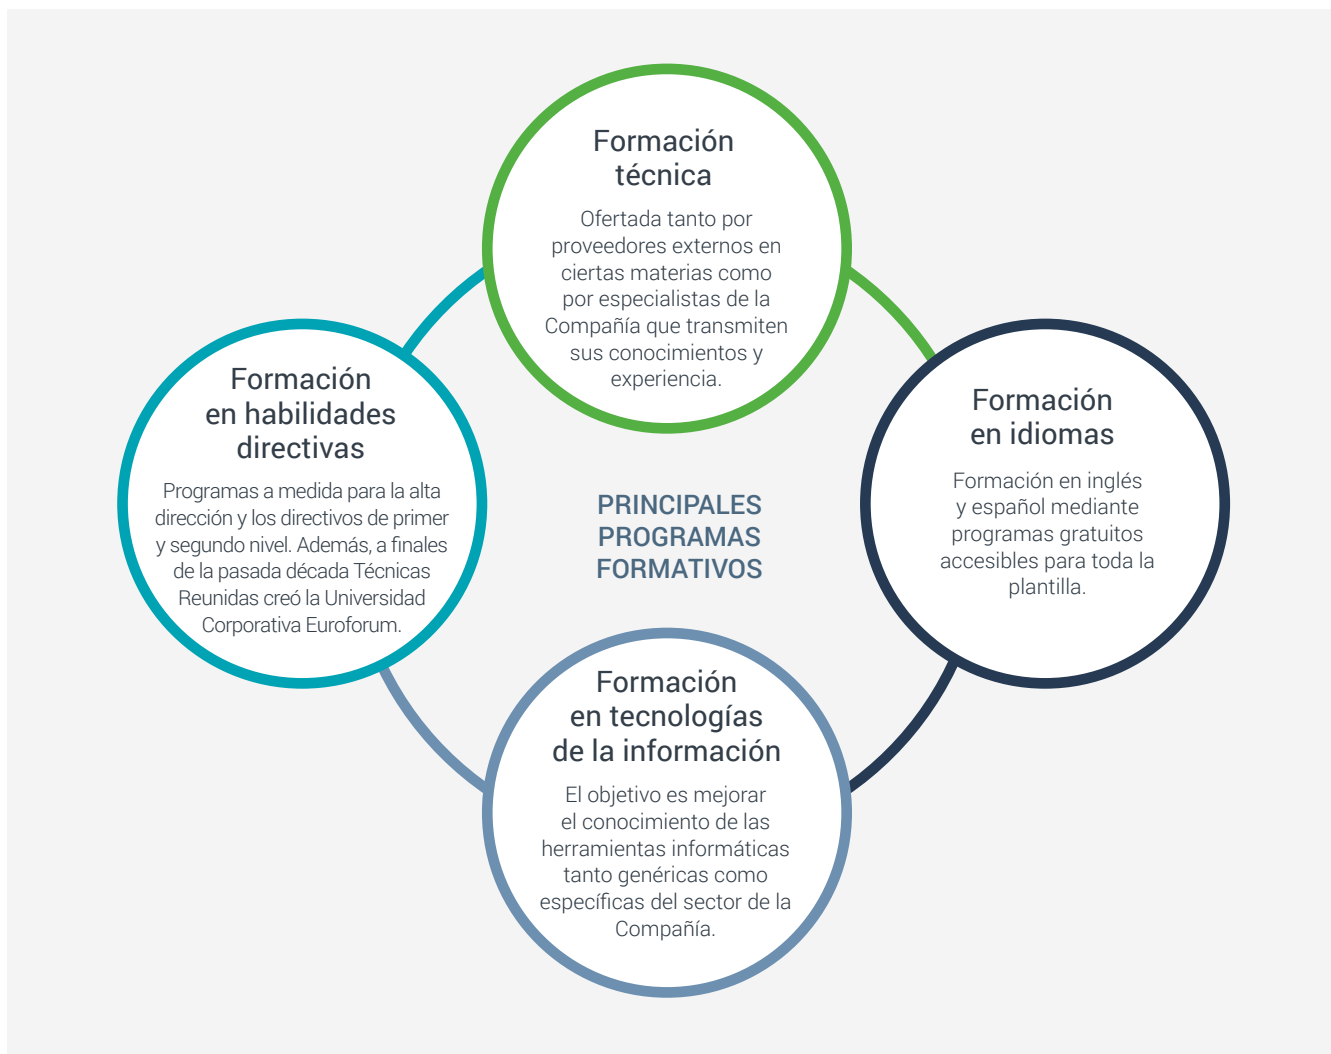 Formación
técnica
Ofertada tanto por
proveedores externos en
ciertas materias como
por especialistas de la
Compañía que transmiten
sus conocimientos y
experiencia.
Formación
en habilidades
directivas
Programas a medida para la alta
dirección y los directivos de primer
y segundo nivel. Además, a finales
de la pasada década Técnicas
Reunidas creó la Universidad
Corporativa Euroforum.
PRINCIPALES
PROGRAMAS
FORMATIVOS
Formación
en idiomas
Formación en inglés
y español mediante
programas gratuitos
accesibles para toda la
plantilla.
Formación
en tecnologías
de la información
El objetivo es mejorar
el conocimiento de las
herramientas informáticas
tanto genéricas como
específicas del sector de la
Compañía.